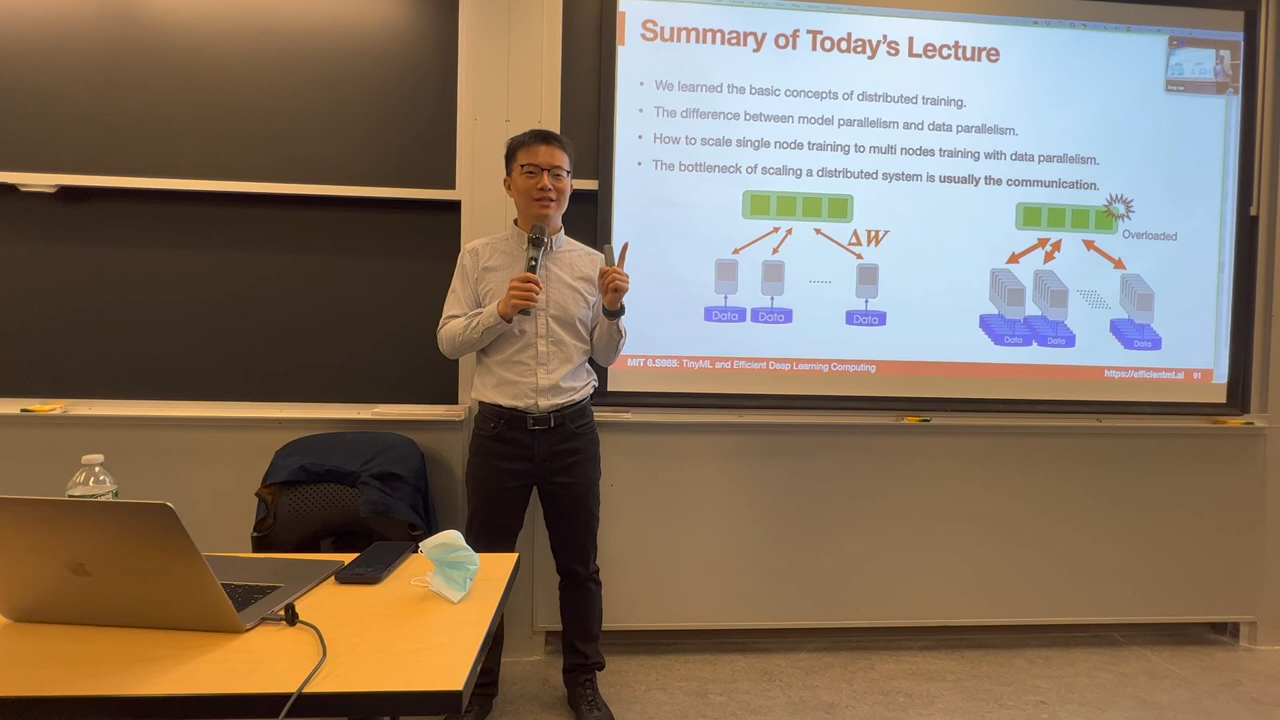 Summary of Today's Lecture
• We learned the basic concepts of distributed training.
• The difference between model parallelism and data parallelism.
• How to scale single node training to multi nodes training with data parallelism.
• The bottleneck of scaling a distributed system is usually the communication.
ΔW
Overloaded
Data Data Data
Data Data Data
MIT 6.S965: TinyML and Efficient Deep Learning Computing
https://efficientml.ai 91